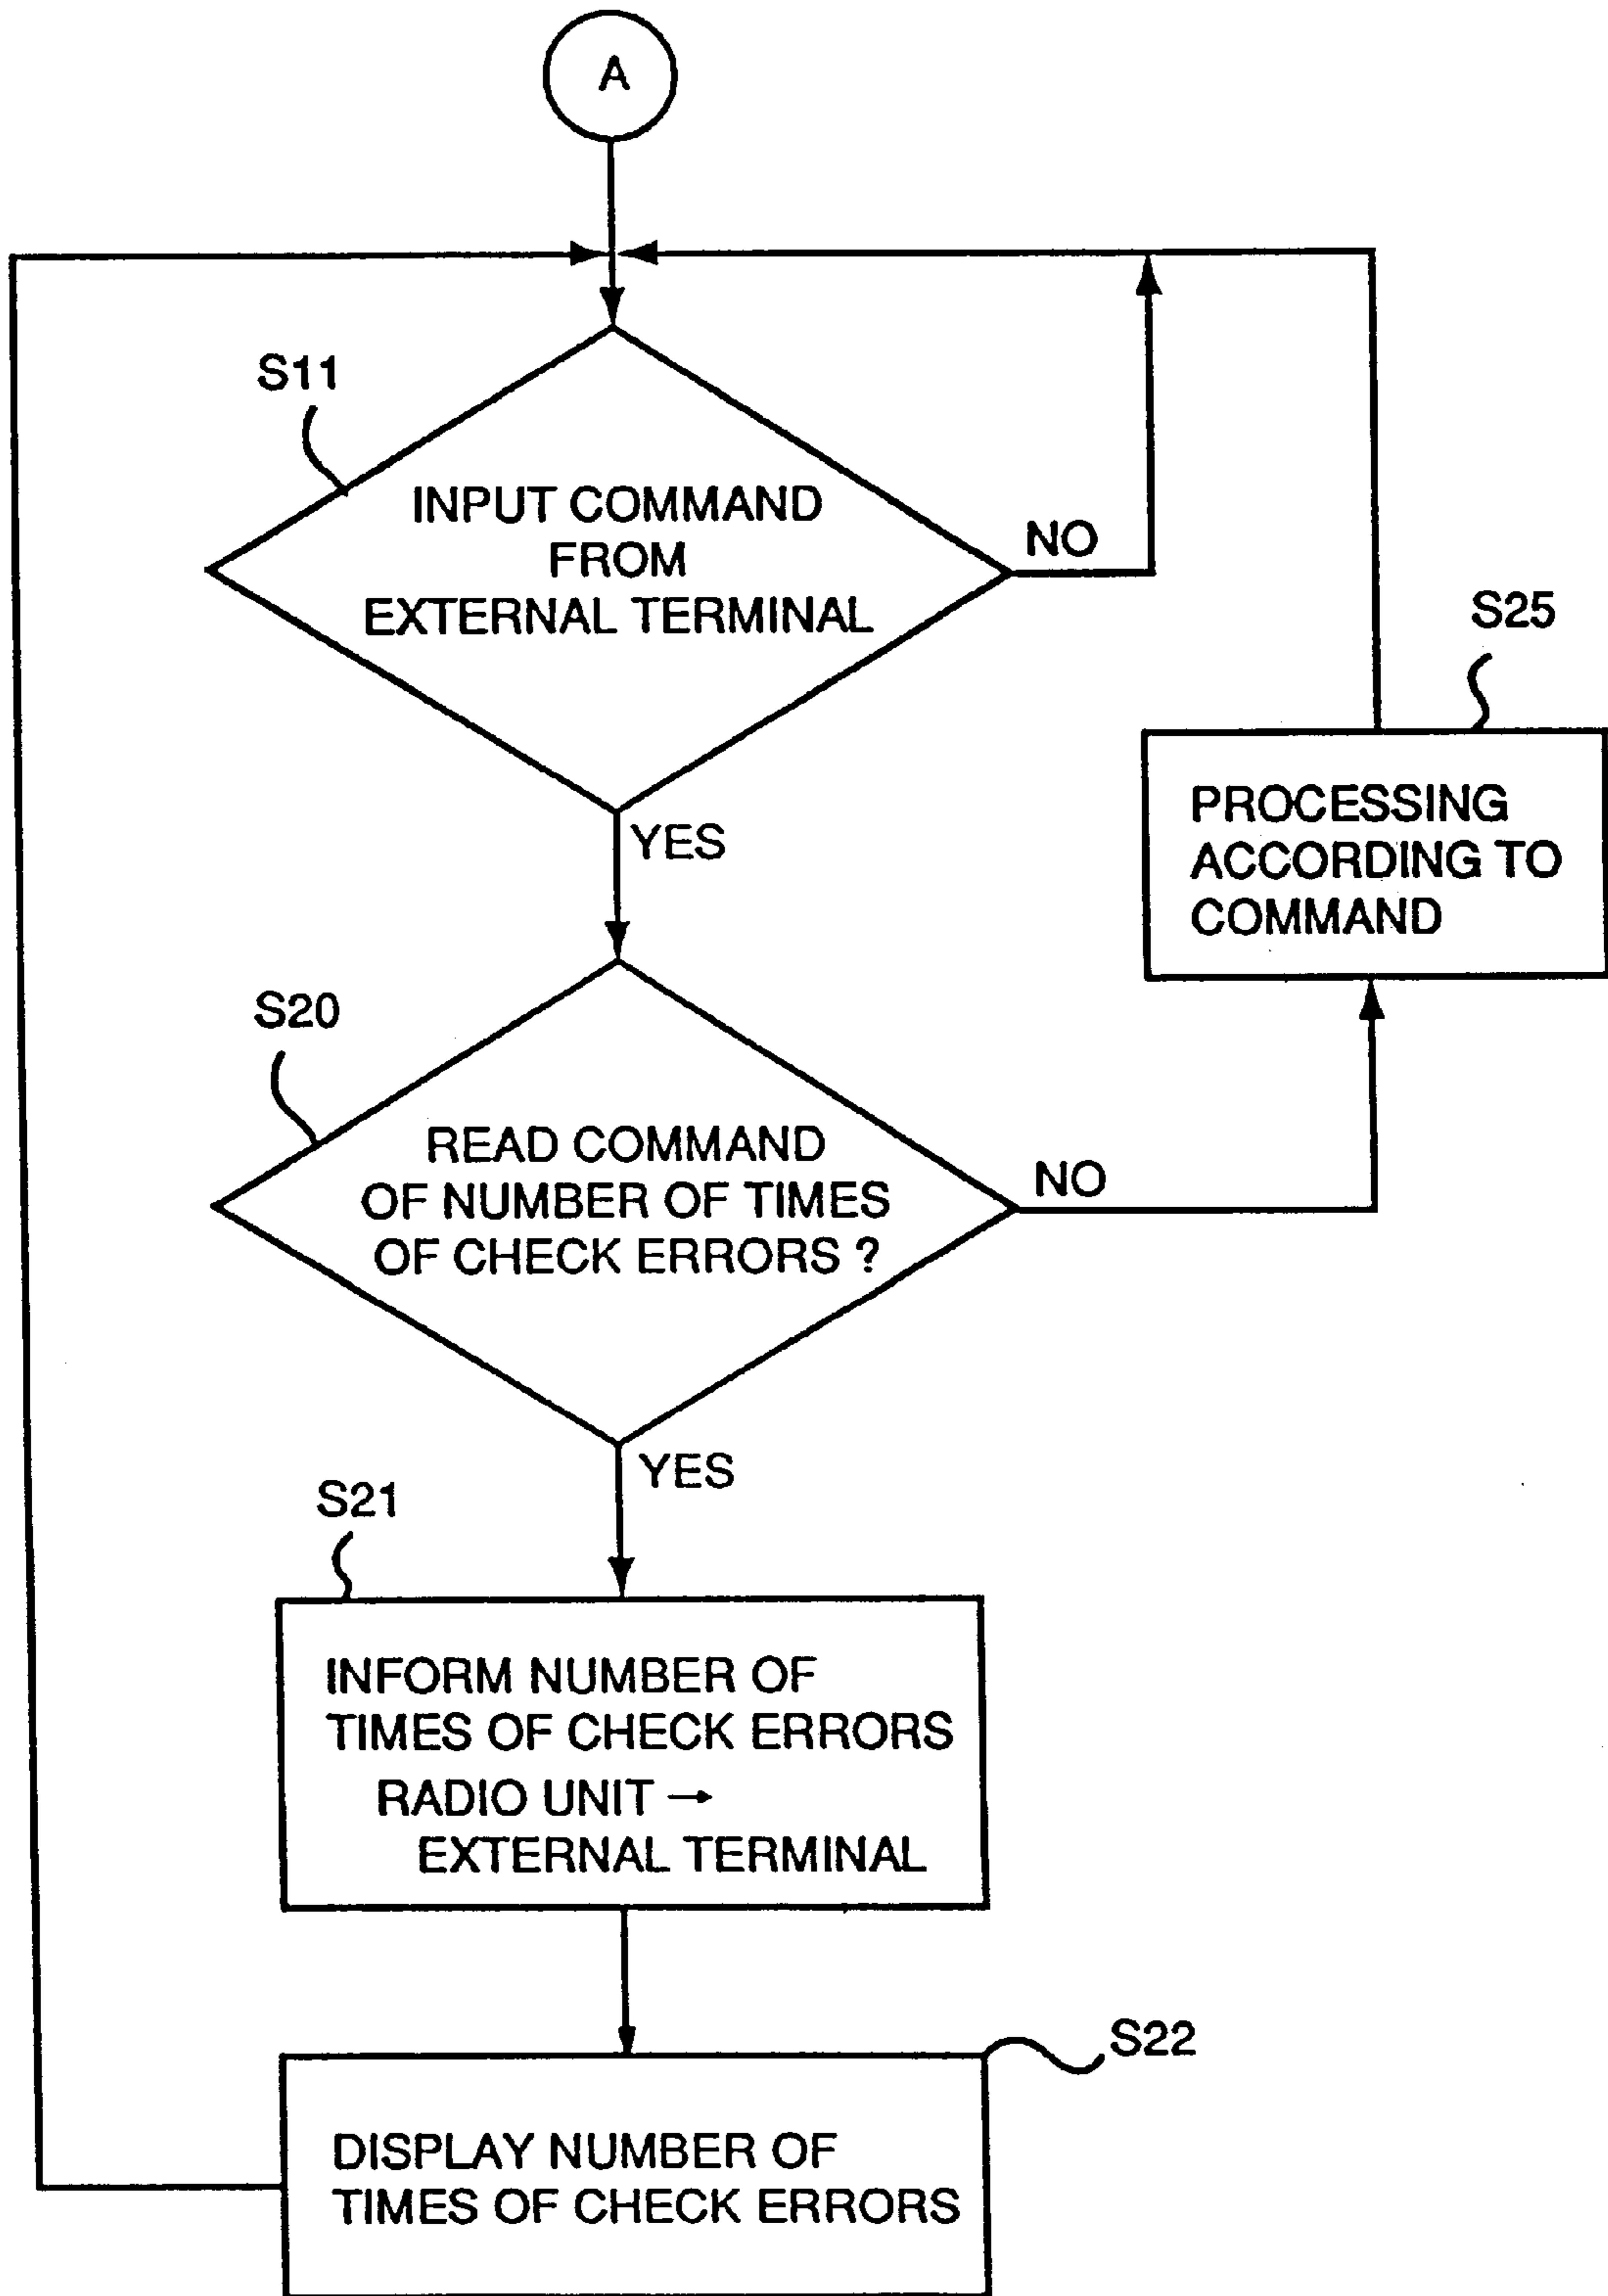 A
S11
INPUT COMMAND
FROM
EXTERNAL TERMINAL
NO
YES
S25
PROCESSING
ACCORDING TO
COMMAND
S20
READ COMMAND
OF NUMBER OF TIMES
OF CHECK ERRORS ?
NO
YES
S21
INFORM NUMBER OF
TIMES OF CHECK ERRORS
RADIO UNIT →
EXTERNAL TERMINAL
S22
DISPLAY NUMBER OF
TIMES OF CHECK ERRORS